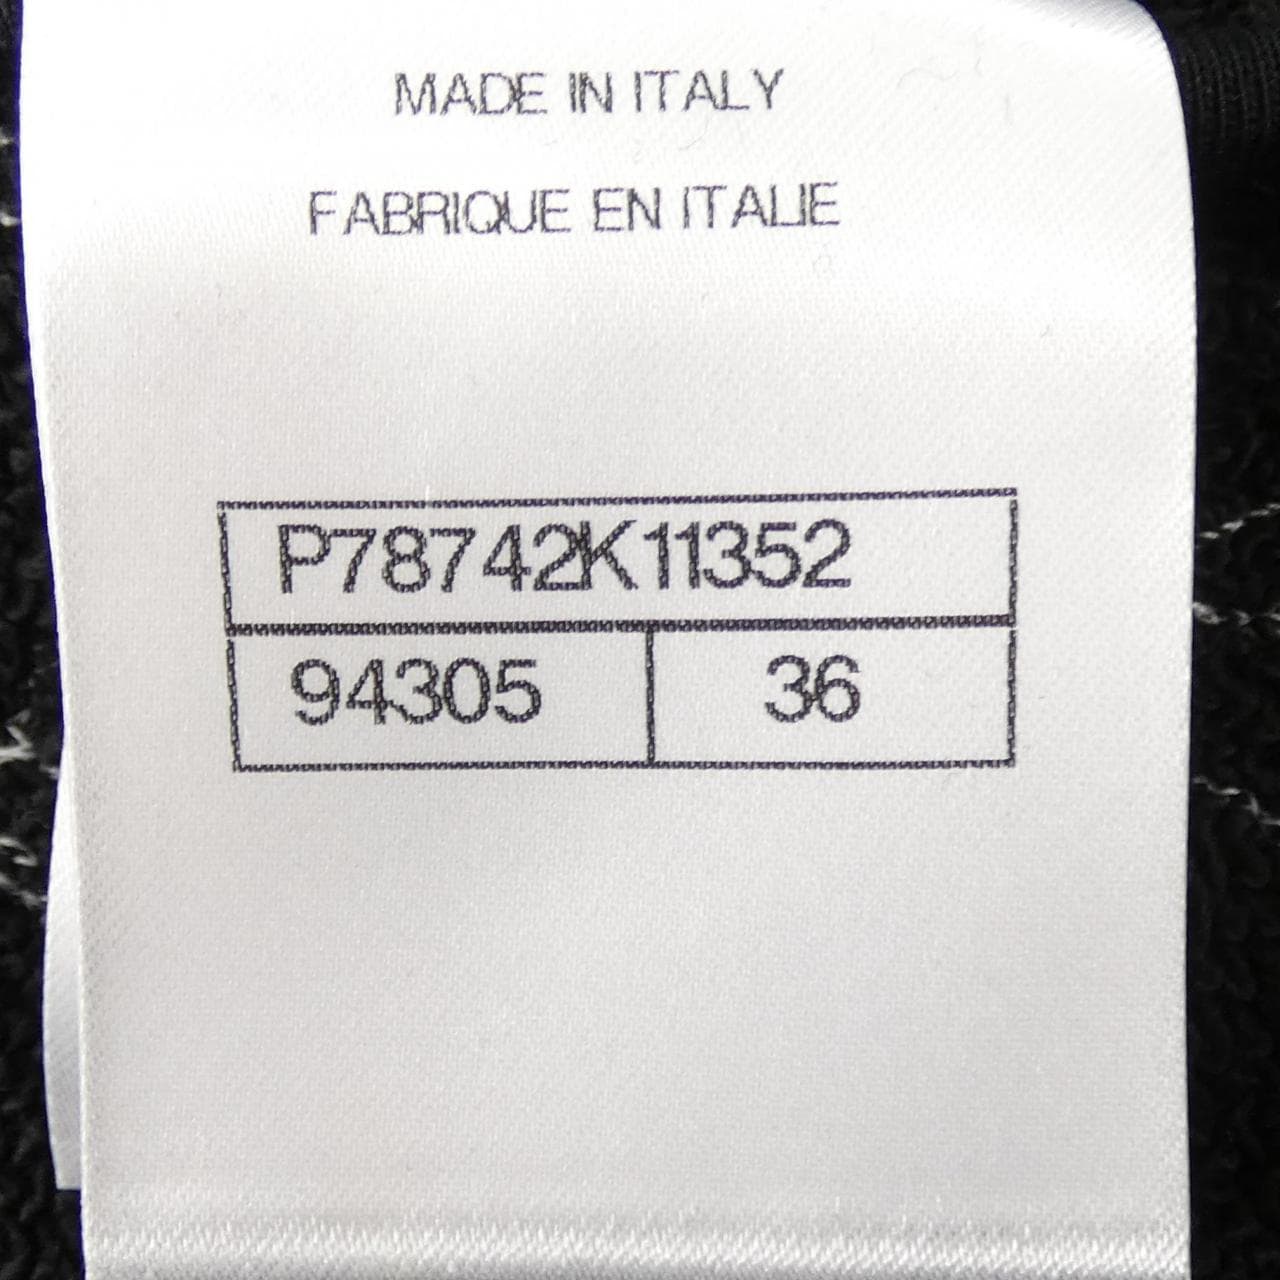 MADE IN ITALY
FABRIQUE EN ITALIE
P78742K11352
94305 36